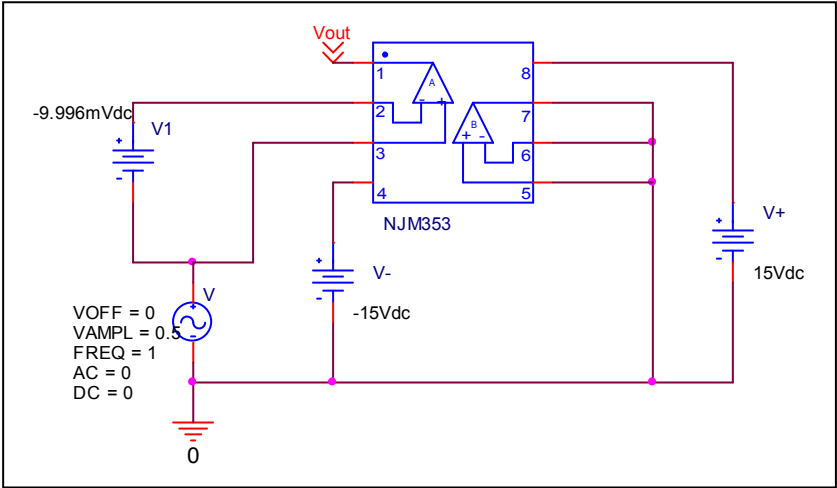 Vout
-9.996mVdc
V1
1
2
3
4
8
7
6
5
A
B
- +
+ -
+
-
NJM353
V-
+
-
-15Vdc
V+
+
-
15Vdc
V
+
-
VOFF = 0
VAMPL = 0.5
FREQ = 1
AC = 0
DC = 0
0